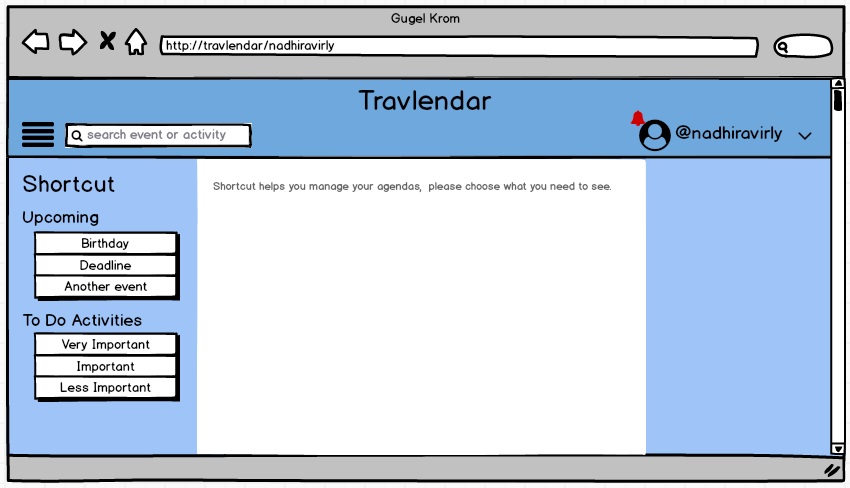 Gugel Krom
http://travlendar/nadhiravirly
Travlendar
search event or activity
@nadhiravirly
Shortcut
Shortcut helps you manage your agendas, please choose what you need to see.
Upcoming
Birthday
Deadline
Another event
To Do Activities
Very Important
Important
Less Important